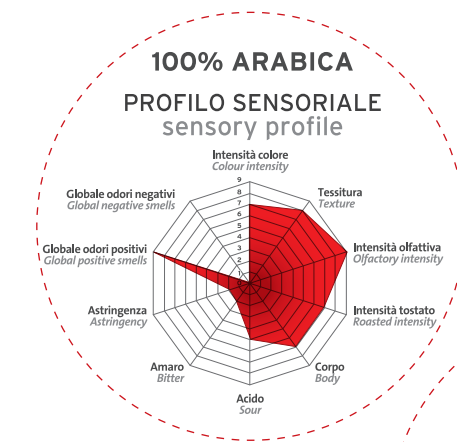 100% ARABICA
PROFILO SENSORIALE
sensory profile
Intensità colore
Colour intensity
Tessitura
Texture
Intensità olfattiva
Olfactory intensity
Intensità tostato
Roasted intensity
Corpo
Body
Acido
Sour
Amaro
Bitter
Astringenza
Astringency
Globale odori positivi
Global positive smells
Globale odori negativi
Global negative smells
9
8
7
6
5
4
3
2
1
0